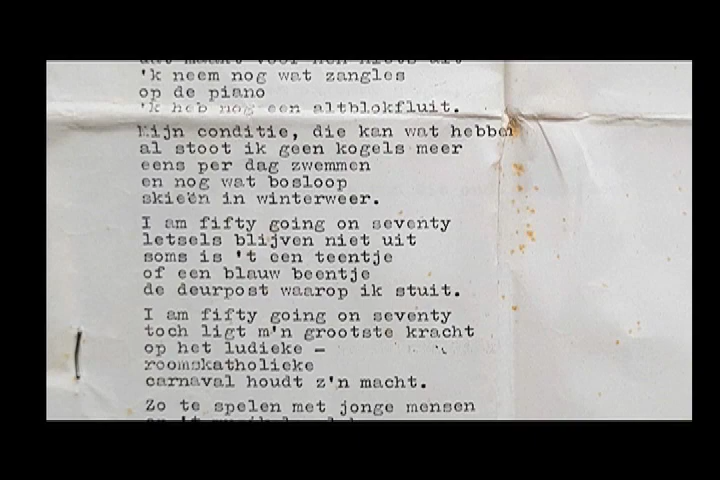 'k neem nog wat zangles
op de piano
'k heb nog een altblokfluit.
Mijn conditie, die kan wat hebben
al stoot ik geen kogels meer
eens per dag zwemmen
en nog wat bosloop
skieën in winterweer.
I am fifty going on seventy
letsels blijven niet uit
soms is 't een teentje
of een blauw beentje
de deurpost waarop ik stuit.
I am fifty going on seventy
toch ligt m'n grootste kracht
op het ludieke -
roomskatholieke
carnaval houdt z'n macht.
Zo te spelen met jonge mensen